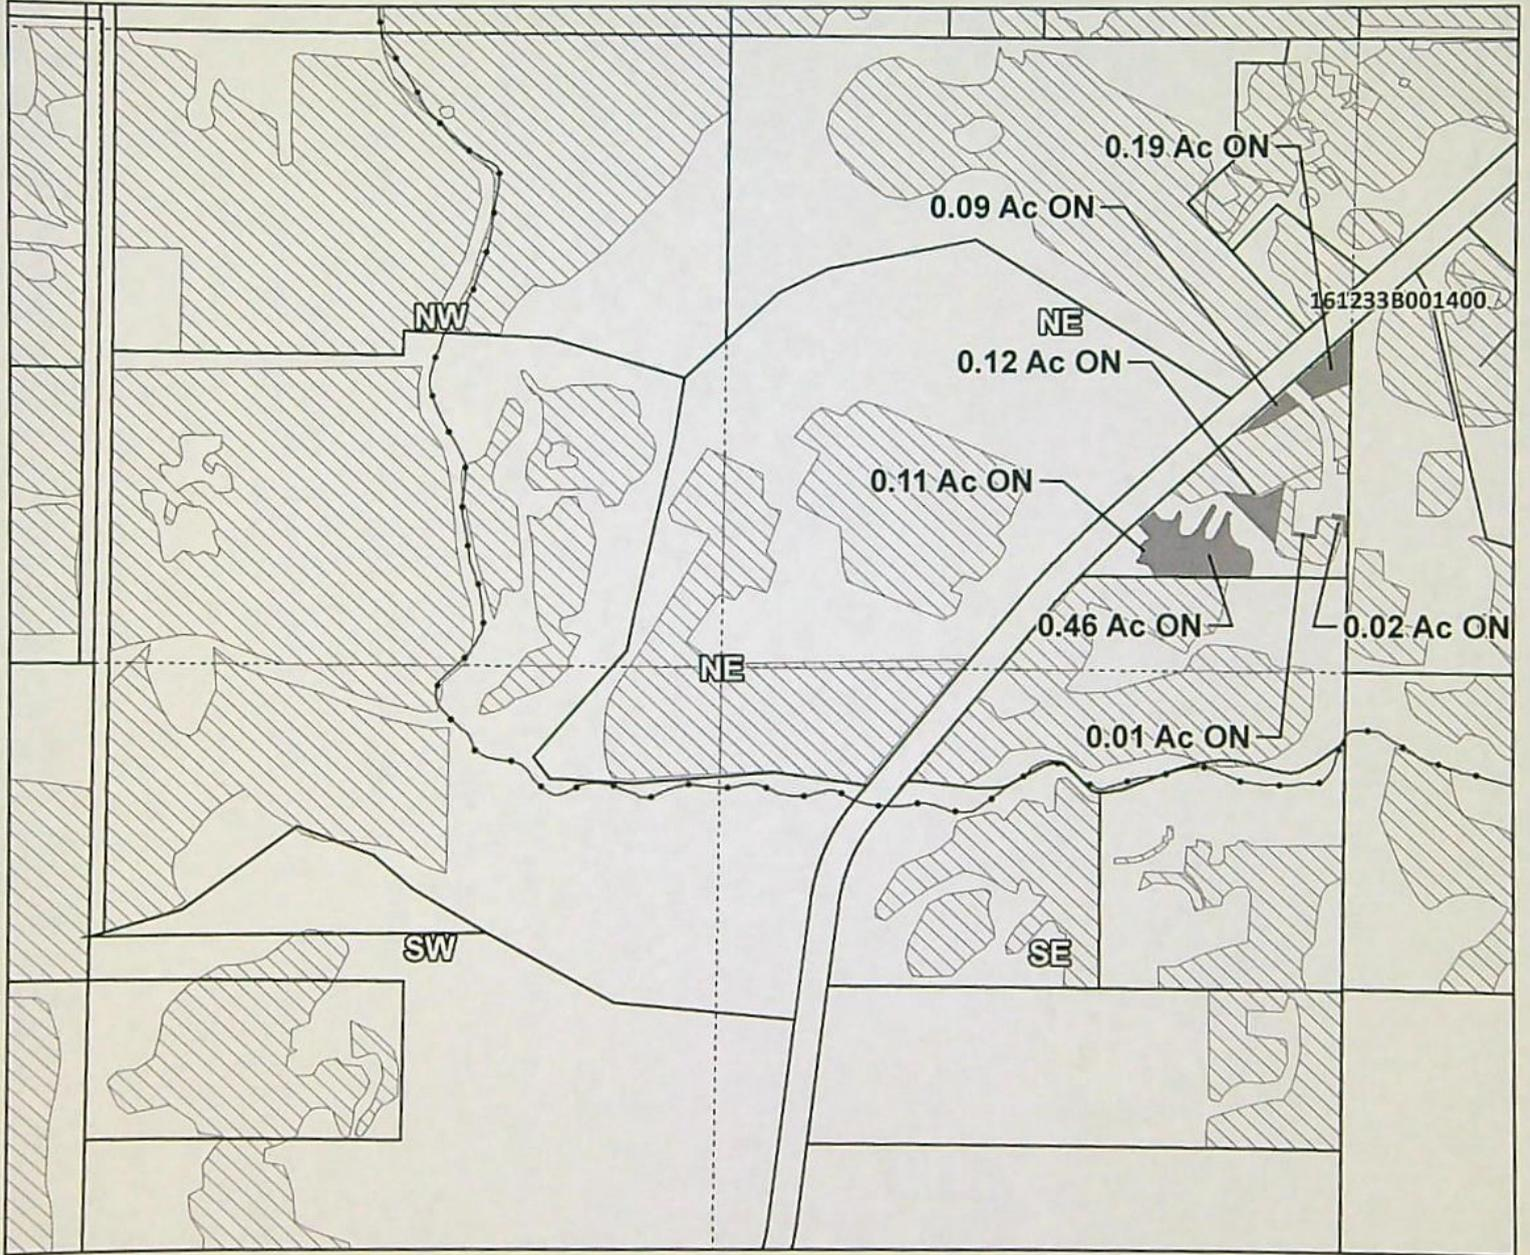 0.19 Ac ON
0.09 Ac ON
161233B001400
NW
NE
0.12 Ac ON
0.11 Ac ON
0.46 Ac ON
0.02 Ac ON
NE
0.01 Ac ON
SW
SE